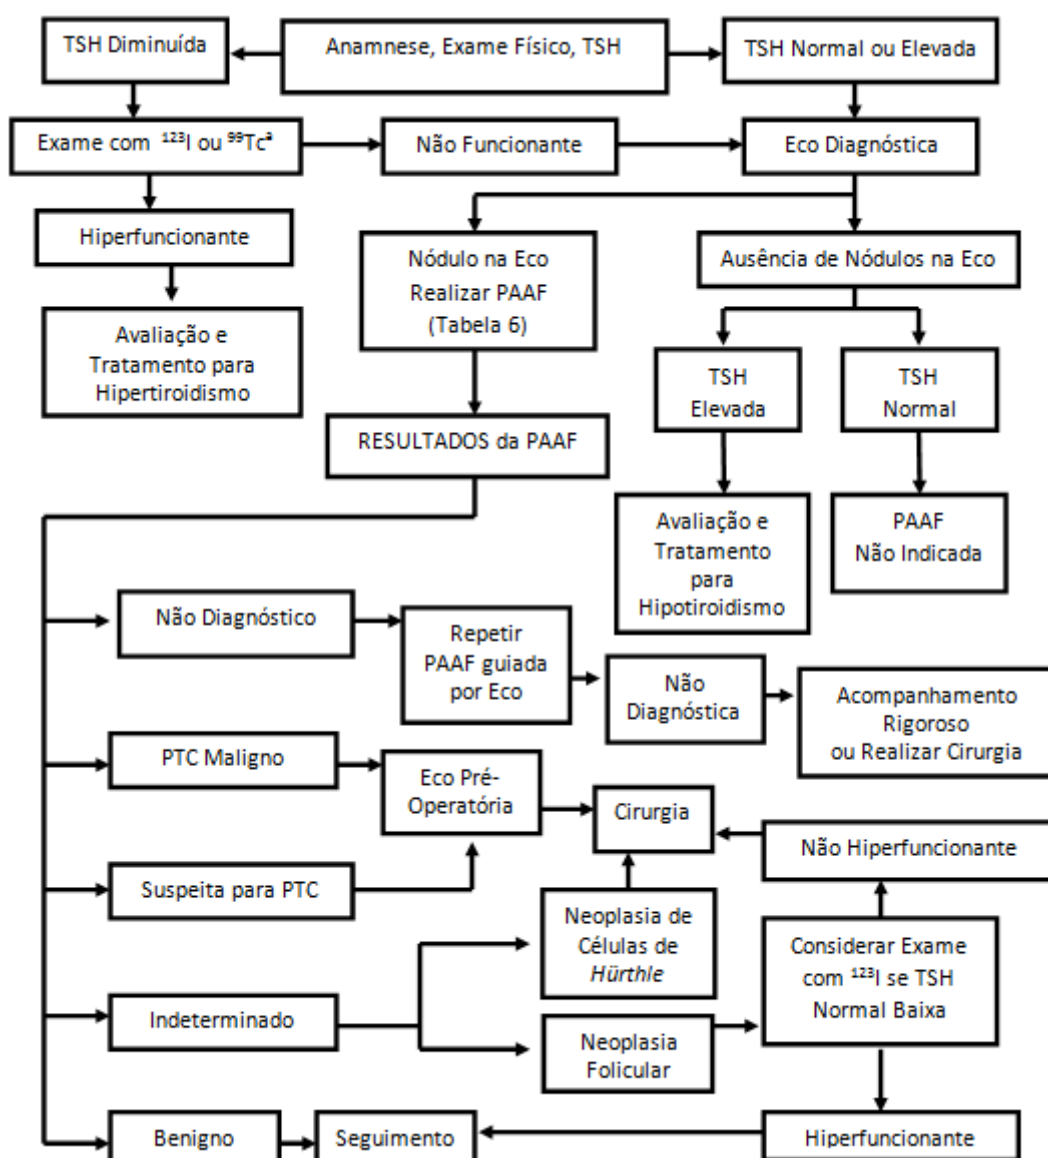 TSH Diminuída
Anamnese, Exame Físico, TSH
TSH Normal ou Elevada
Exame com ¹²³I ou ⁹⁹Tcª
Não Funcionante
Eco Diagnóstica
Hiperfuncionante
Nódulo na Eco
Realizar PAAF
(Tabela 6)
Ausência de Nódulos na Eco
Avaliação e
Tratamento para
Hipertiroidismo
TSH
Elevada
TSH
Normal
RESULTADOS da PAAF
Avaliação e
Tratamento
para
Hipotiroidismo
PAAF
Não Indicada
Não Diagnóstico
Repetir
PAAF guiada
por Eco
Não
Diagnóstica
Acompanhamento
Rigoroso
ou Realizar Cirurgia
PTC Maligno
Eco Pré-
Operatória
Cirurgia
Não Hiperfuncionante
Suspeita para PTC
Neoplasia de
Células de
Hürthle
Considerar Exame
com ¹²³I se TSH
Normal Baixa
Indeterminado
Neoplasia
Folicular
Benigno
Seguimento
Hiperfuncionante